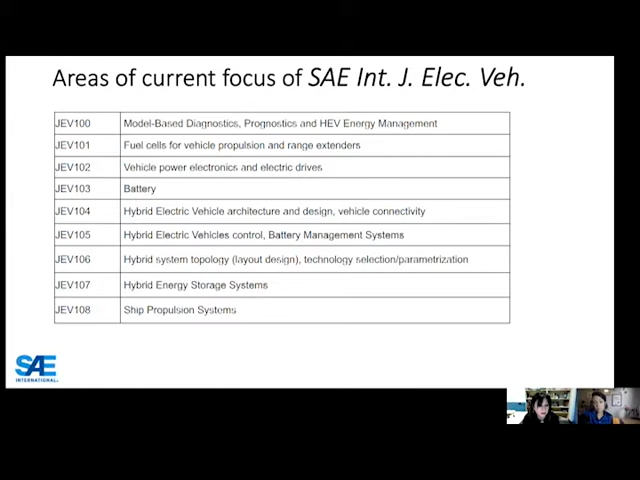 Areas of current focus of SAE Int. J. Elec. Veh.
JEV100 Model-Based Diagnostics, Prognostics and HEV Energy Management
JEV101 Fuel cells for vehicle propulsion and range extenders
JEV102 Vehicle power electronics and electric drives
JEV103 Battery
JEV104 Hybrid Electric Vehicle architecture and design, vehicle connectivity
JEV105 Hybrid Electric Vehicles control, Battery Management Systems
JEV106 Hybrid system topology (layout design), technology selection/parametrization
JEV107 Hybrid Energy Storage Systems
JEV108 Ship Propulsion Systems
SAE
INTERNATIONAL